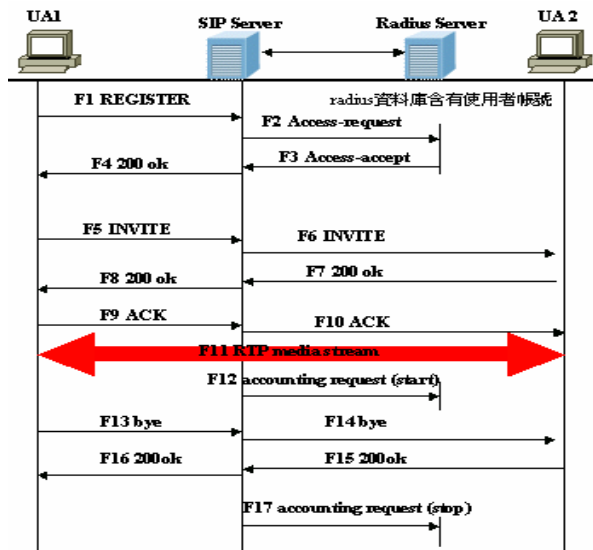 UA1
SIP Server
Radius Server
UA 2
F1 REGISTER
radius資料庫含有使用者帳號
F2 Access-request
F3 Access-accept
F4 200 ok
F5 INVITE
F6 INVITE
F7 200 ok
F8 200 ok
F9 ACK
F10 ACK
F11 RTP media stream
F12 accounting request (start)
F13 bye
F14 bye
F16 200ok
F15 200ok
F17 accounting request (stop)